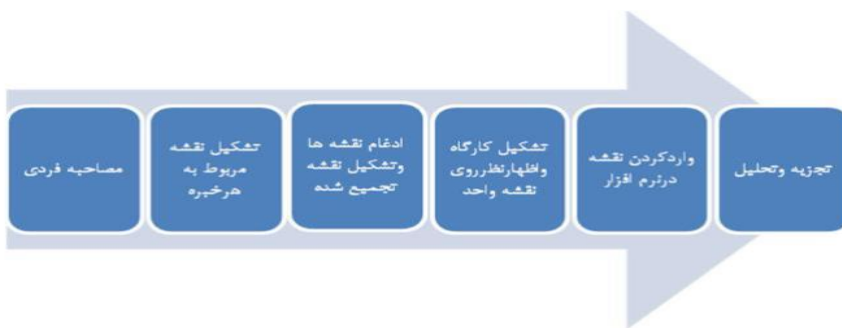 مصاحبه فردی
تشکیل نقشه
مربوط به
هرخبره
ادغام نقشه ها
وتشکیل نقشه
تجمیع شده
تشکیل کارگاه
واظهارنظرروی
نقشه واحد
واردکردن نقشه
درنرم افزار
تجزیه وتحلیل